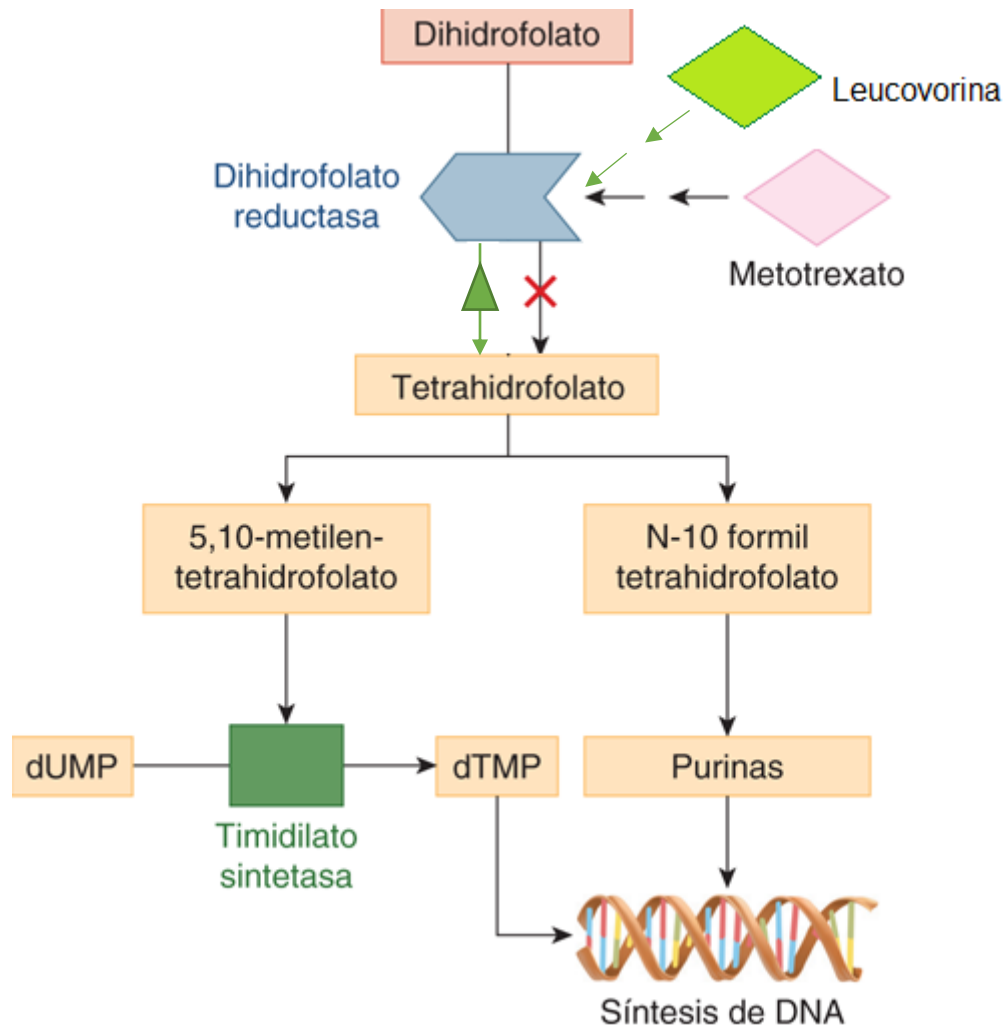 Dihidrofolato
Leucovorina
Dihidrofolato
reductasa
Metotrexato
Tetrahidrofolato
5,10-metilen-
tetrahidrofolato
N-10 formil
tetrahidrofolato
dUMP
dTMP
Purinas
Timidilato
sintetasa
Síntesis de DNA